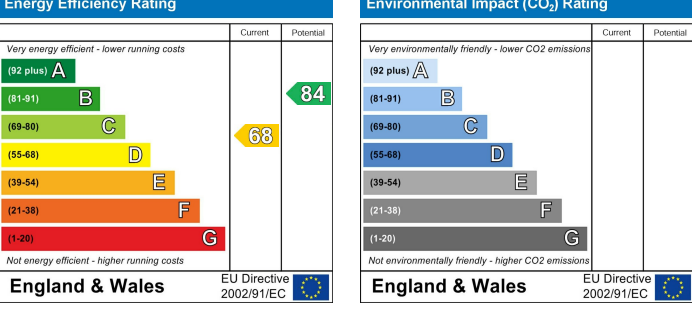 Energy Efficiency Rating
Current Potential
Very energy efficient - lower running costs
(92 plus) A
(81-91) B
(69-80) C
(55-68) D
(39-54) E
(21-38) F
(1-20) G
68
84
Not energy efficient - higher running costs
England & Wales
EU Directive
2002/91/EC
Environmental Impact (CO₂) Rating
Current Potential
Very environmentally friendly - lower CO2 emissions
(92 plus) A
(81-91) B
(69-80) C
(55-68) D
(39-54) E
(21-38) F
(1-20) G
Not environmentally friendly - higher CO2 emissions
England & Wales
EU Directive
2002/91/EC